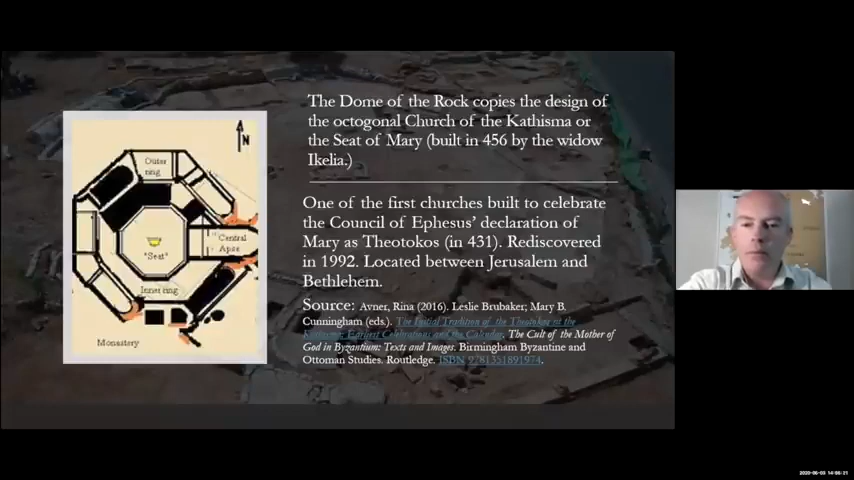 N
Outer
ring
Central
Apse
"Seat"
Inner ring
Monastery
The Dome of the Rock copies the design of
the octogonal Church of the Kathisma or
the Seat of Mary (built in 456 by the widow
Ikelia.)
One of the first churches built to celebrate
the Council of Ephesus' declaration of
Mary as Theotokos (in 431). Rediscovered
in 1992. Located between Jerusalem and
Bethlehem.
Source: Avner, Rina (2016). Leslie Brubaker; Mary B.
Cunningham (eds.). The Initial Tradition of the Theotokos at the
Kathisma: Earliest Celebrations and the Calendar. The Cult of the Mother of
God in Byzantium: Texts and Images. Birmingham Byzantine and
Ottoman Studies. Routledge. ISBN 9781351891974.